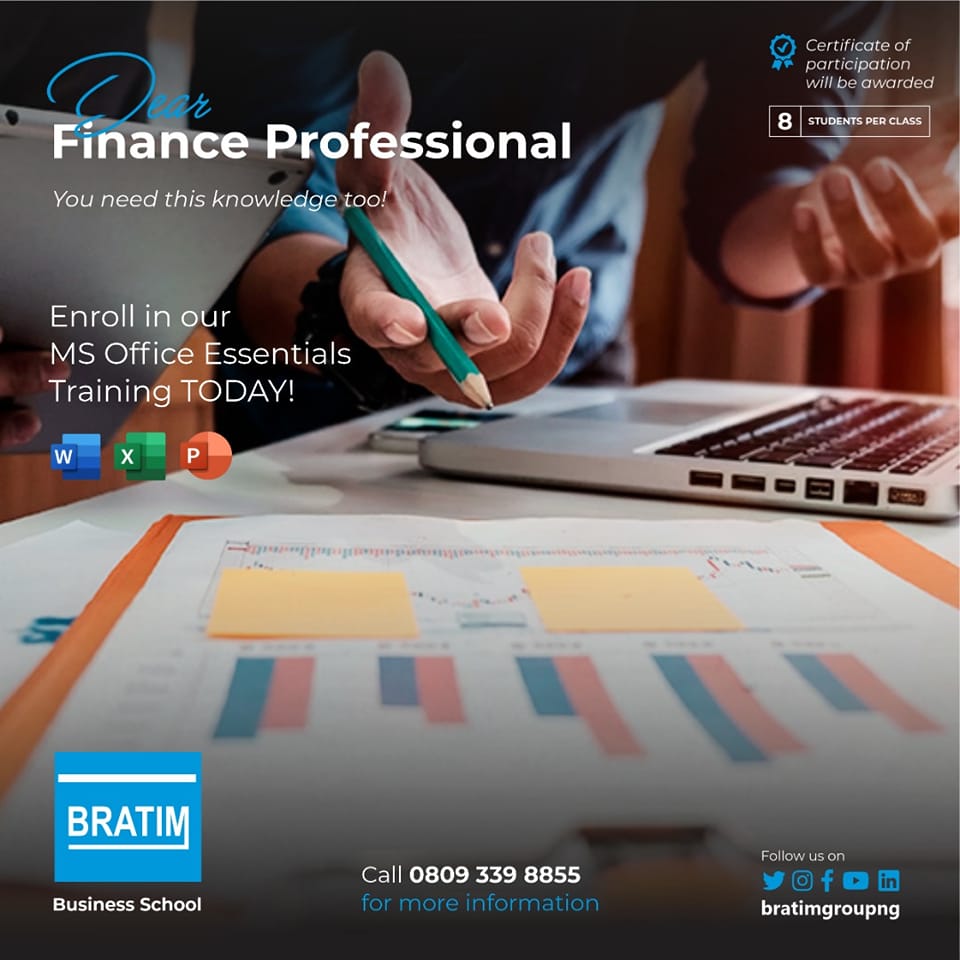 Dear
Finance Professional
You need this knowledge too!
Certificate of
participation
will be awarded
8 STUDENTS PER CLASS
Enroll in our
MS Office Essentials
Training TODAY!
W X P
BRATIM
Business School
Call 0809 339 8855
for more information
Follow us on
bratimgroupng